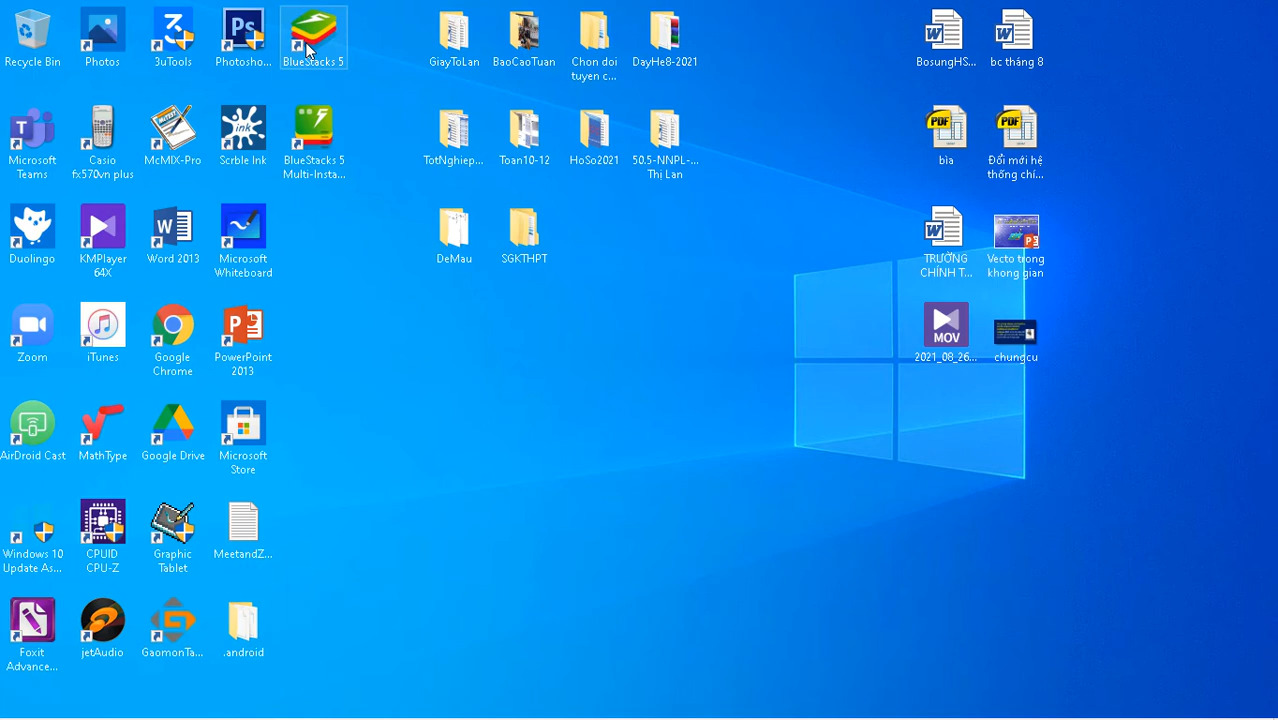 Recycle Bin
Photos
3uTools
Photosho...
BlueStacks 5
GiayToLan
BaoCaoTuan
Chon doi
tuyen c...
DayHe8-2021
BosungHS...
bc tháng 8
Microsoft
Teams
Casio
fx570vn plus
McMIX-Pro
Scrble Ink
BlueStacks 5
Multi-Insta...
TotNghiep...
Toan10-12
HoSo2021
50.5-NNPL-...
Thị Lan
bìa
Đổi mới hệ
thống chí...
Duolingo
KMPlayer
64X
Word 2013
Microsoft
Whiteboard
DeMau
SGKTHPT
TRƯỜNG
CHÍNH T...
Vecto trong
khong gian
Zoom
iTunes
Google
Chrome
PowerPoint
2013
MOV
2021_08_26...
chungcu
AirDroid Cast
MathType
Google Drive
Microsoft
Store
Windows 10
Update As...
CPUID
CPU-Z
Graphic
Tablet
MeetandZ...
Foxit
Advance...
jetAudio
GaomonTa...
.android